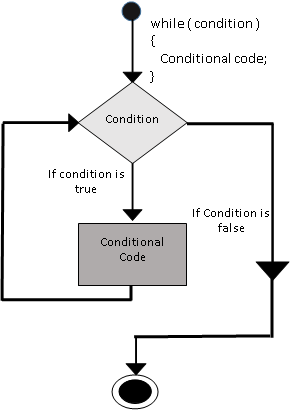 while ( condition )
{
Conditional code;
}
Condition
If condition is
true
If Condition is
false
Conditional
Code